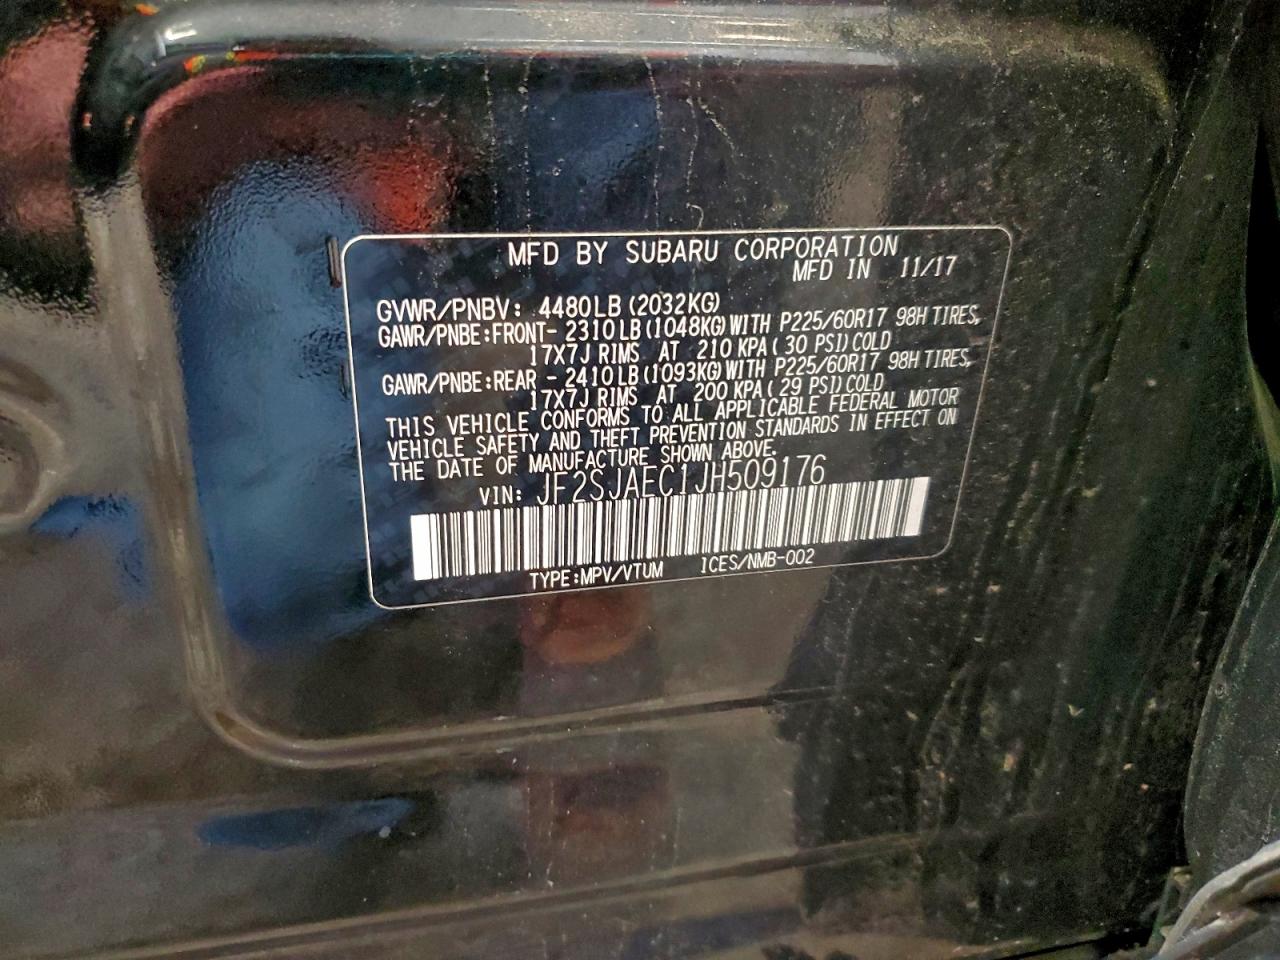 MFD BY SUBARU CORPORATION
MFD IN 11/17
GVWR/PNBV: 4480LB (2032KG)
GAWR/PNBE:FRONT- 2310LB (1048KG) WITH P225/60R17 98H TIRES,
17X7J RIMS AT 210 KPA ( 30 PSI) COLD
GAWR/PNBE:REAR - 2410LB (1093KG) WITH P225/60R17 98H TIRES,
17X7J RIMS AT 200 KPA ( 29 PSI) COLD
THIS VEHICLE CONFORMS TO ALL APPLICABLE FEDERAL MOTOR
VEHICLE SAFETY AND THEFT PREVENTION STANDARDS IN EFFECT ON
THE DATE OF MANUFACTURE SHOWN ABOVE.
VIN: JF2SJAEC1JH509176
TYPE:MPV/VTUM ICES/NMB-002